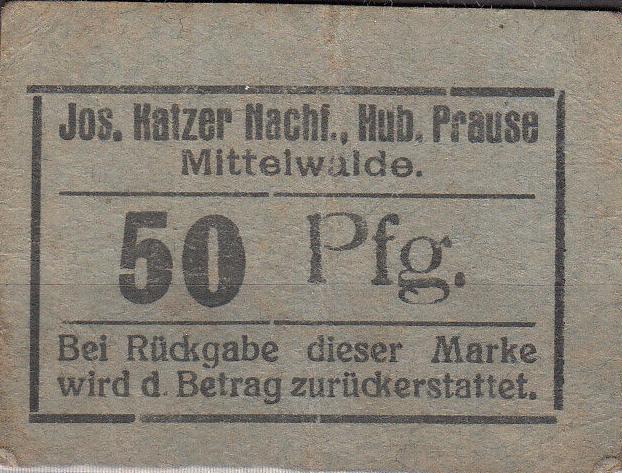 Jos. Katzer Nachf., Hub. Prause
Mittelwalde.
50 Pfg.
Bei Rückgabe dieser Marke
wird d. Betrag zurückerstattet.